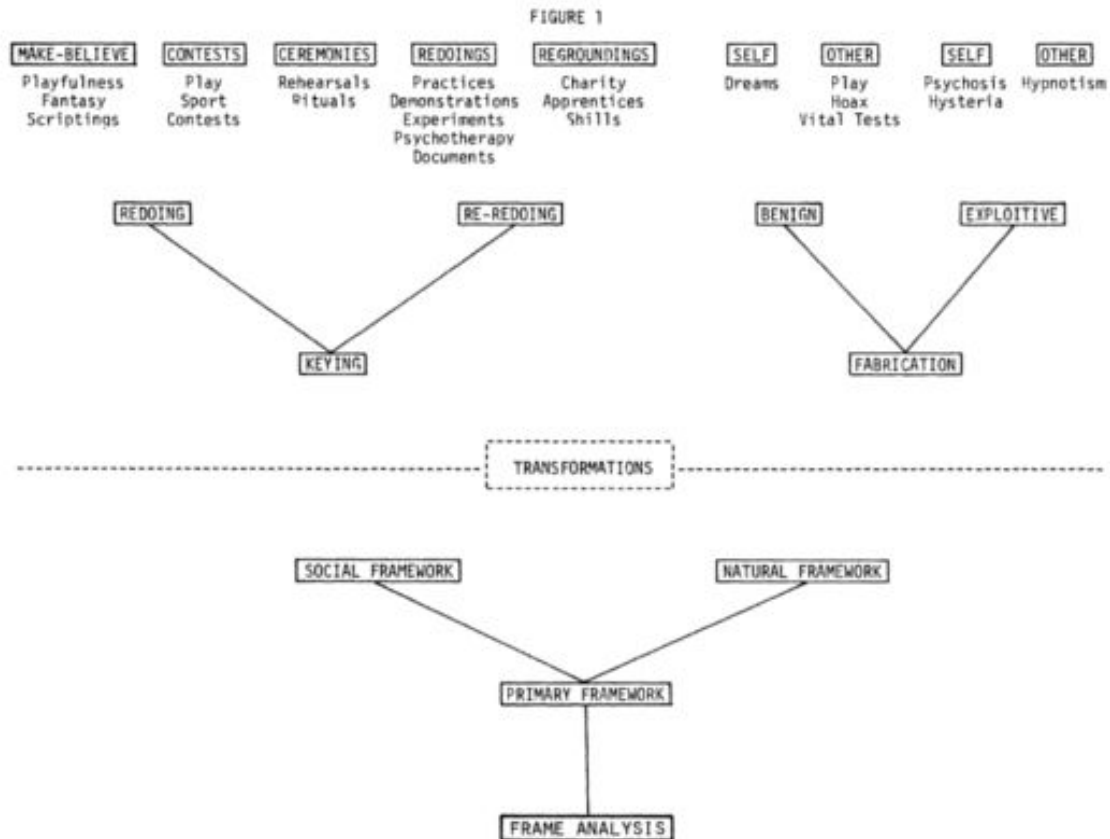 FIGURE 1
MAKE-BELIEVE CONTESTS CEREMONIES REDOINGS REGROUNDINGS SELF OTHER SELF OTHER
Playfulness Play Rehearsals Practices Charity Dreams Play Psychosis Hypnotism
Fantasy Sport Rituals Demonstrations Apprentices Hoax Hysteria
Scriptings Contests Experiments Shills Vital Tests
Psychotherapy
Documents
REDOING RE-REDOING BENIGN EXPLOITIVE
KEYING FABRICATION
TRANSFORMATIONS
SOCIAL FRAMEWORK NATURAL FRAMEWORK
PRIMARY FRAMEWORK
FRAME ANALYSIS